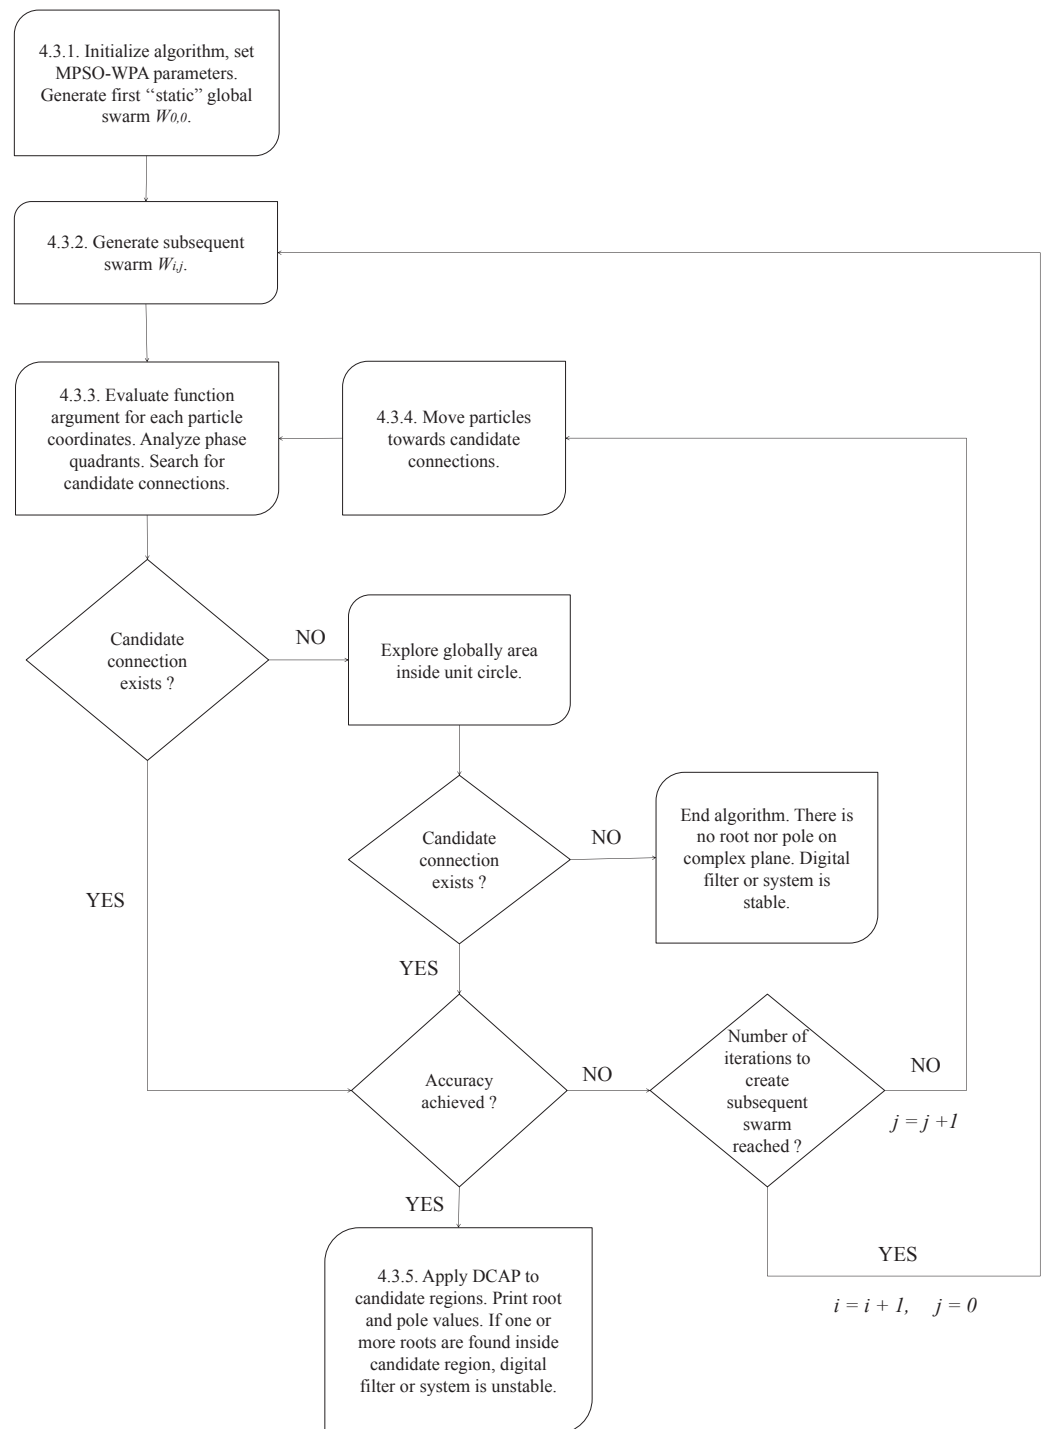 4.3.1. Initialize algorithm, set
MPSO-WPA parameters.
Generate first “static” global
swarm W0,0.
4.3.2. Generate subsequent
swarm Wi,j.
4.3.3. Evaluate function
argument for each particle
coordinates. Analyze phase
quadrants. Search for
candidate connections.
4.3.4. Move particles
towards candidate
connections.
Candidate
connection
exists ?
NO
Explore globally area
inside unit circle.
YES
Candidate
connection
exists ?
NO
End algorithm. There is
no root nor pole on
complex plane. Digital
filter or system is
stable.
YES
Accuracy
achieved ?
NO
Number of
iterations to
create
subsequent
swarm
reached ?
NO
j = j +1
YES
i = i + 1, j = 0
YES
4.3.5. Apply DCAP to
candidate regions. Print root
and pole values. If one or
more roots are found inside
candidate region, digital
filter or system is unstable.